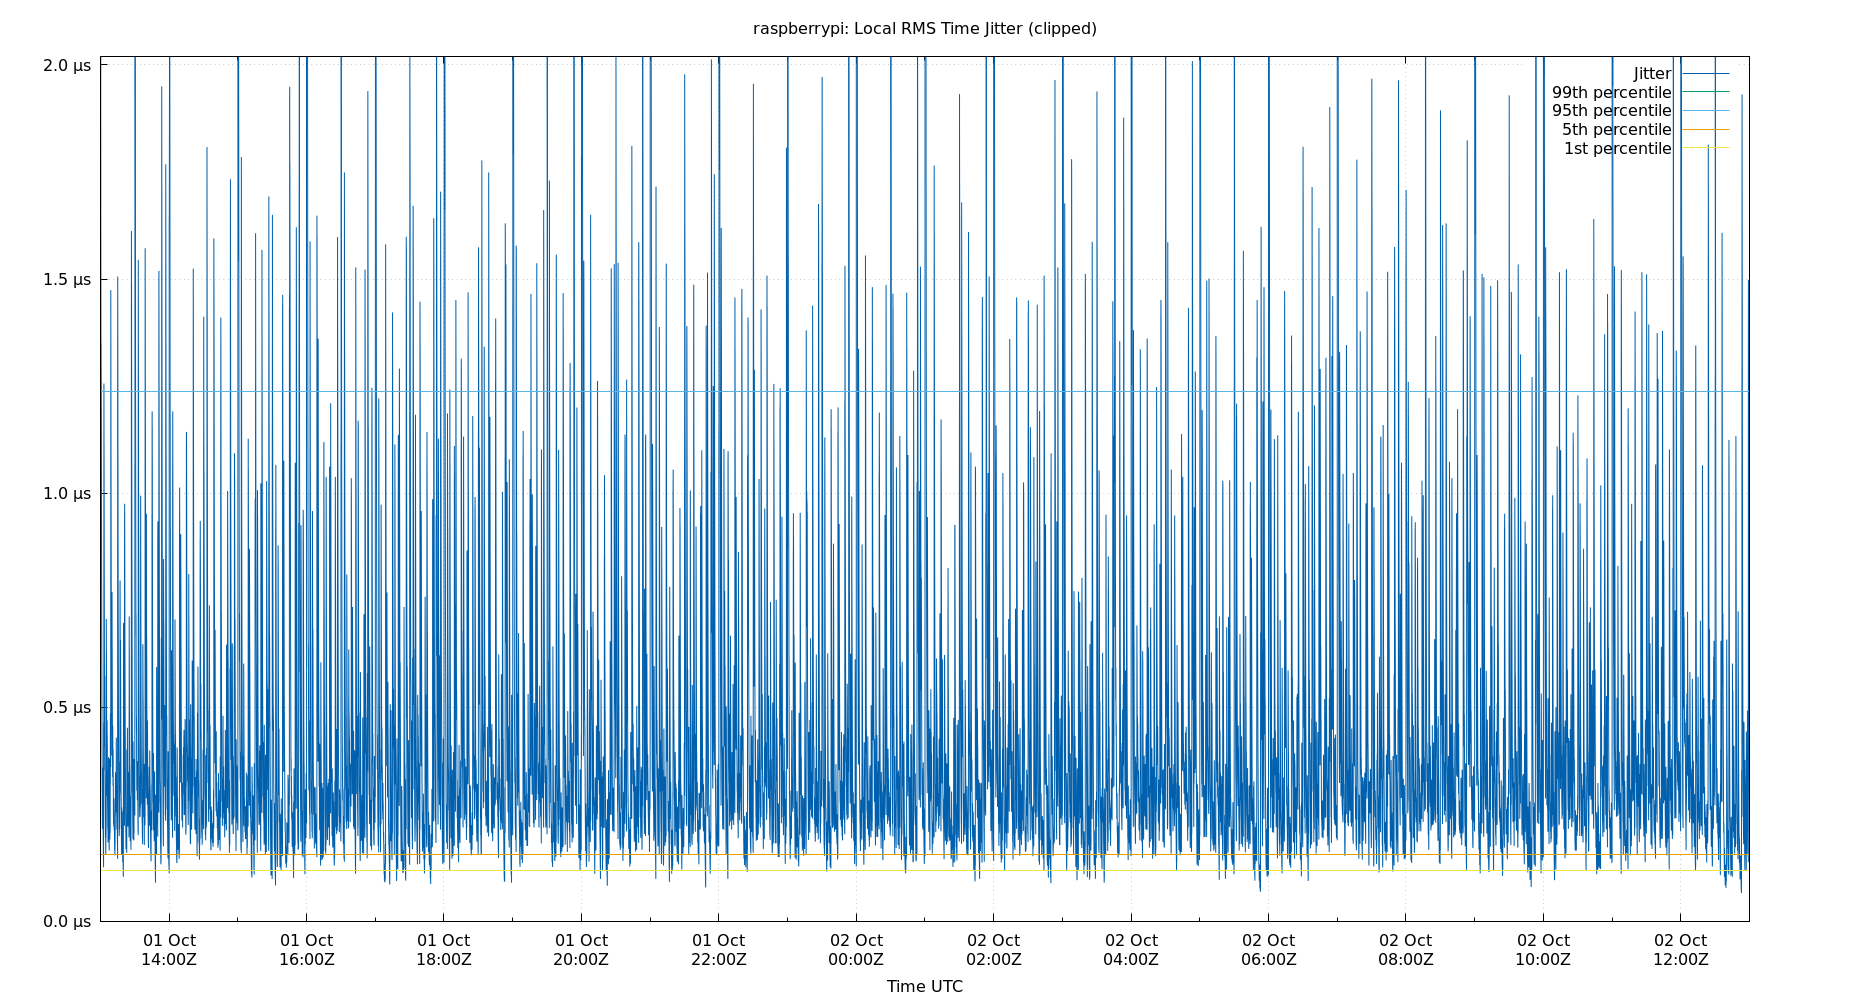 raspberrypi: Local RMS Time Jitter (clipped)
2.0 µs
1.5 µs
1.0 µs
0.5 µs
0.0 µs
Jitter
99th percentile
95th percentile
5th percentile
1st percentile
01 Oct 01 Oct 01 Oct 01 Oct 01 Oct 02 Oct 02 Oct 02 Oct 02 Oct 02 Oct 02 Oct 02 Oct
14:00Z 16:00Z 18:00Z 20:00Z 22:00Z 00:00Z 02:00Z 04:00Z 06:00Z 08:00Z 10:00Z 12:00Z
Time UTC